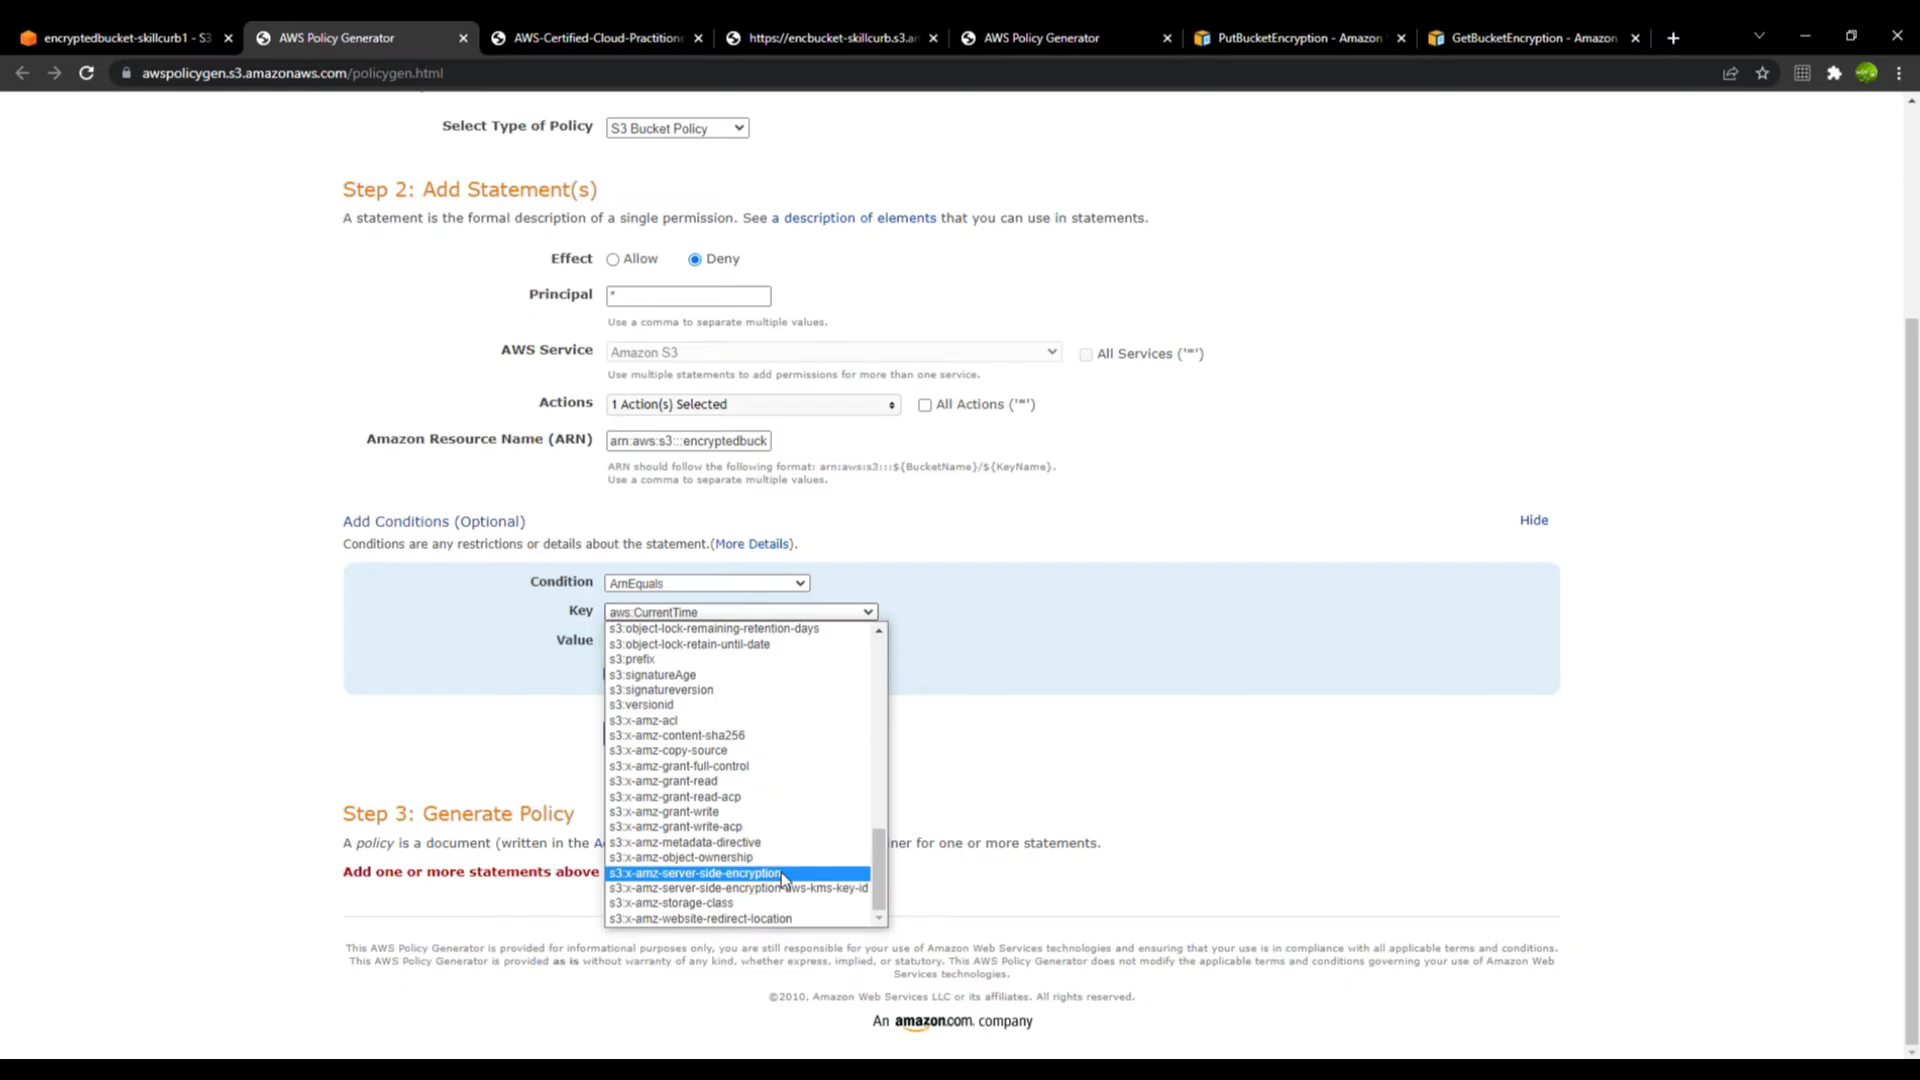 encryptedbucket-skillcurb1 - S3
AWS Policy Generator
AWS-Certified-Cloud-Practition
https://encbucket-skillcurb.s3.a
AWS Policy Generator
PutBucketEncryption - Amazon
GetBucketEncryption - Amazon
awspolicygen.s3.amazonaws.com/policygen.html
Select Type of Policy S3 Bucket Policy
Step 2: Add Statement(s)
A statement is the formal description of a single permission. See a description of elements that you can use in statements.
Effect Allow Deny
Principal *
Use a comma to separate multiple values.
AWS Service Amazon S3 All Services ('*')
Use multiple statements to add permissions for more than one service.
Actions 1 Action(s) Selected All Actions ('*')
Amazon Resource Name (ARN) arn:aws:s3:::encryptedbuck
ARN should follow the following format: arn:aws:s3:::${BucketName}/${KeyName}.
Use a comma to separate multiple values.
Add Conditions (Optional) Hide
Conditions are any restrictions or details about the statement.(More Details).
Condition ArnEquals
Key aws:CurrentTime
Value
s3:object-lock-remaining-retention-days
s3:object-lock-retain-until-date
s3:prefix
s3:signatureAge
s3:signatureversion
s3:versionid
s3:x-amz-acl
s3:x-amz-content-sha256
s3:x-amz-copy-source
s3:x-amz-grant-full-control
s3:x-amz-grant-read
s3:x-amz-grant-read-acp
s3:x-amz-grant-write
s3:x-amz-grant-write-acp
s3:x-amz-metadata-directive
s3:x-amz-object-ownership
s3:x-amz-server-side-encryption
s3:x-amz-server-side-encryption-aws-kms-key-id
s3:x-amz-storage-class
s3:x-amz-website-redirect-location
Step 3: Generate Policy
A policy is a document (written in the A ner for one or more statements.
Add one or more statements above
This AWS Policy Generator is provided for informational purposes only, you are still responsible for your use of Amazon Web Services technologies and ensuring that your use is in compliance with all applicable terms and conditions.
This AWS Policy Generator is provided as is without warranty of any kind, whether express, implied, or statutory. This AWS Policy Generator does not modify the applicable terms and conditions governing your use of Amazon Web
Services technologies.
©2010, Amazon Web Services LLC or its affiliates. All rights reserved.
An amazon.com. company